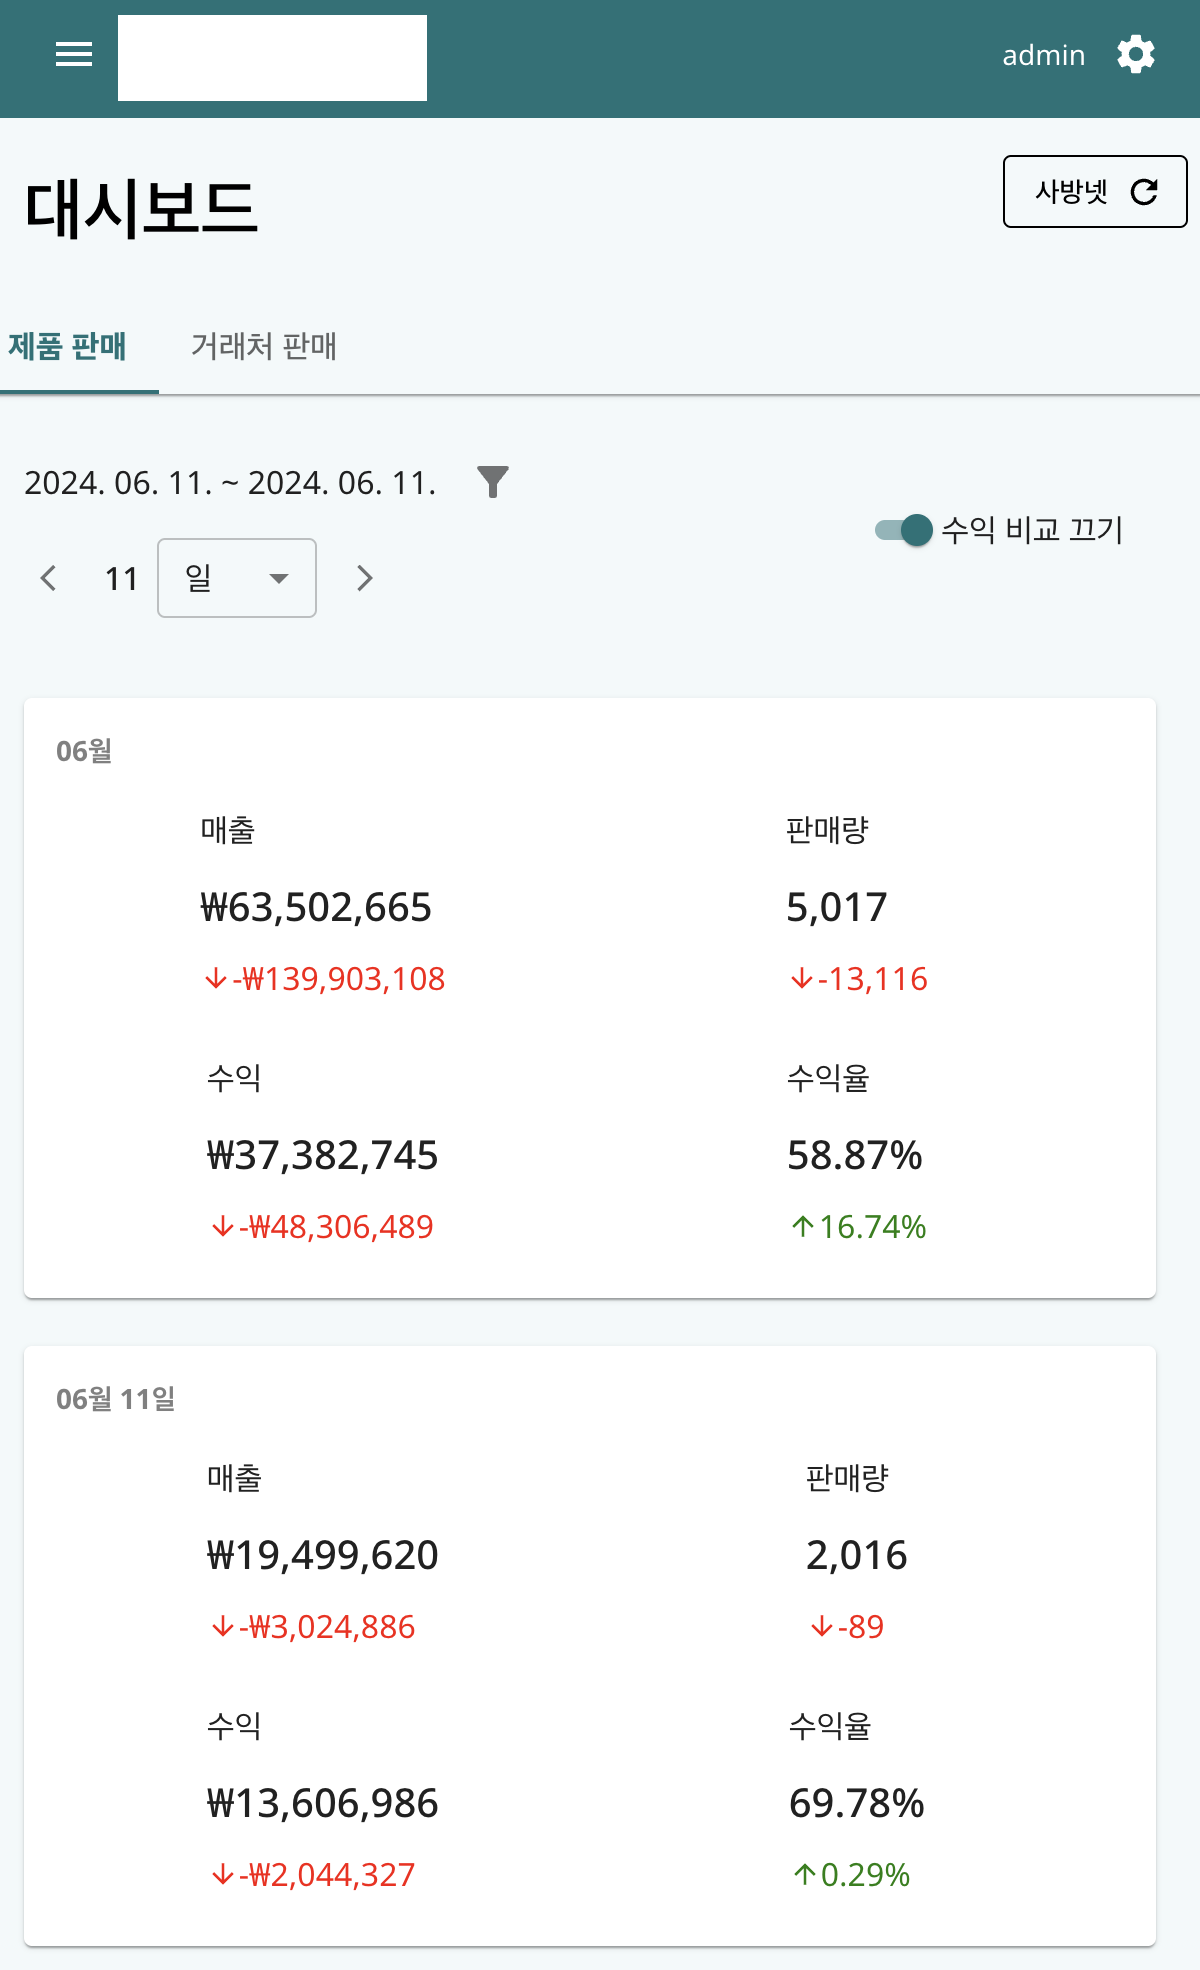 admin
대시보드
사방넷
제품 판매 거래처 판매
2024. 06. 11. ~ 2024. 06. 11.
수익 비교 끄기
11 일
06월
매출 판매량
₩63,502,665 5,017
↓-₩139,903,108 ↓-13,116
수익 수익율
₩37,382,745 58.87%
↓-₩48,306,489 ↑16.74%
06월 11일
매출 판매량
₩19,499,620 2,016
↓-₩3,024,886 ↓-89
수익 수익율
₩13,606,986 69.78%
↓-₩2,044,327 ↑0.29%